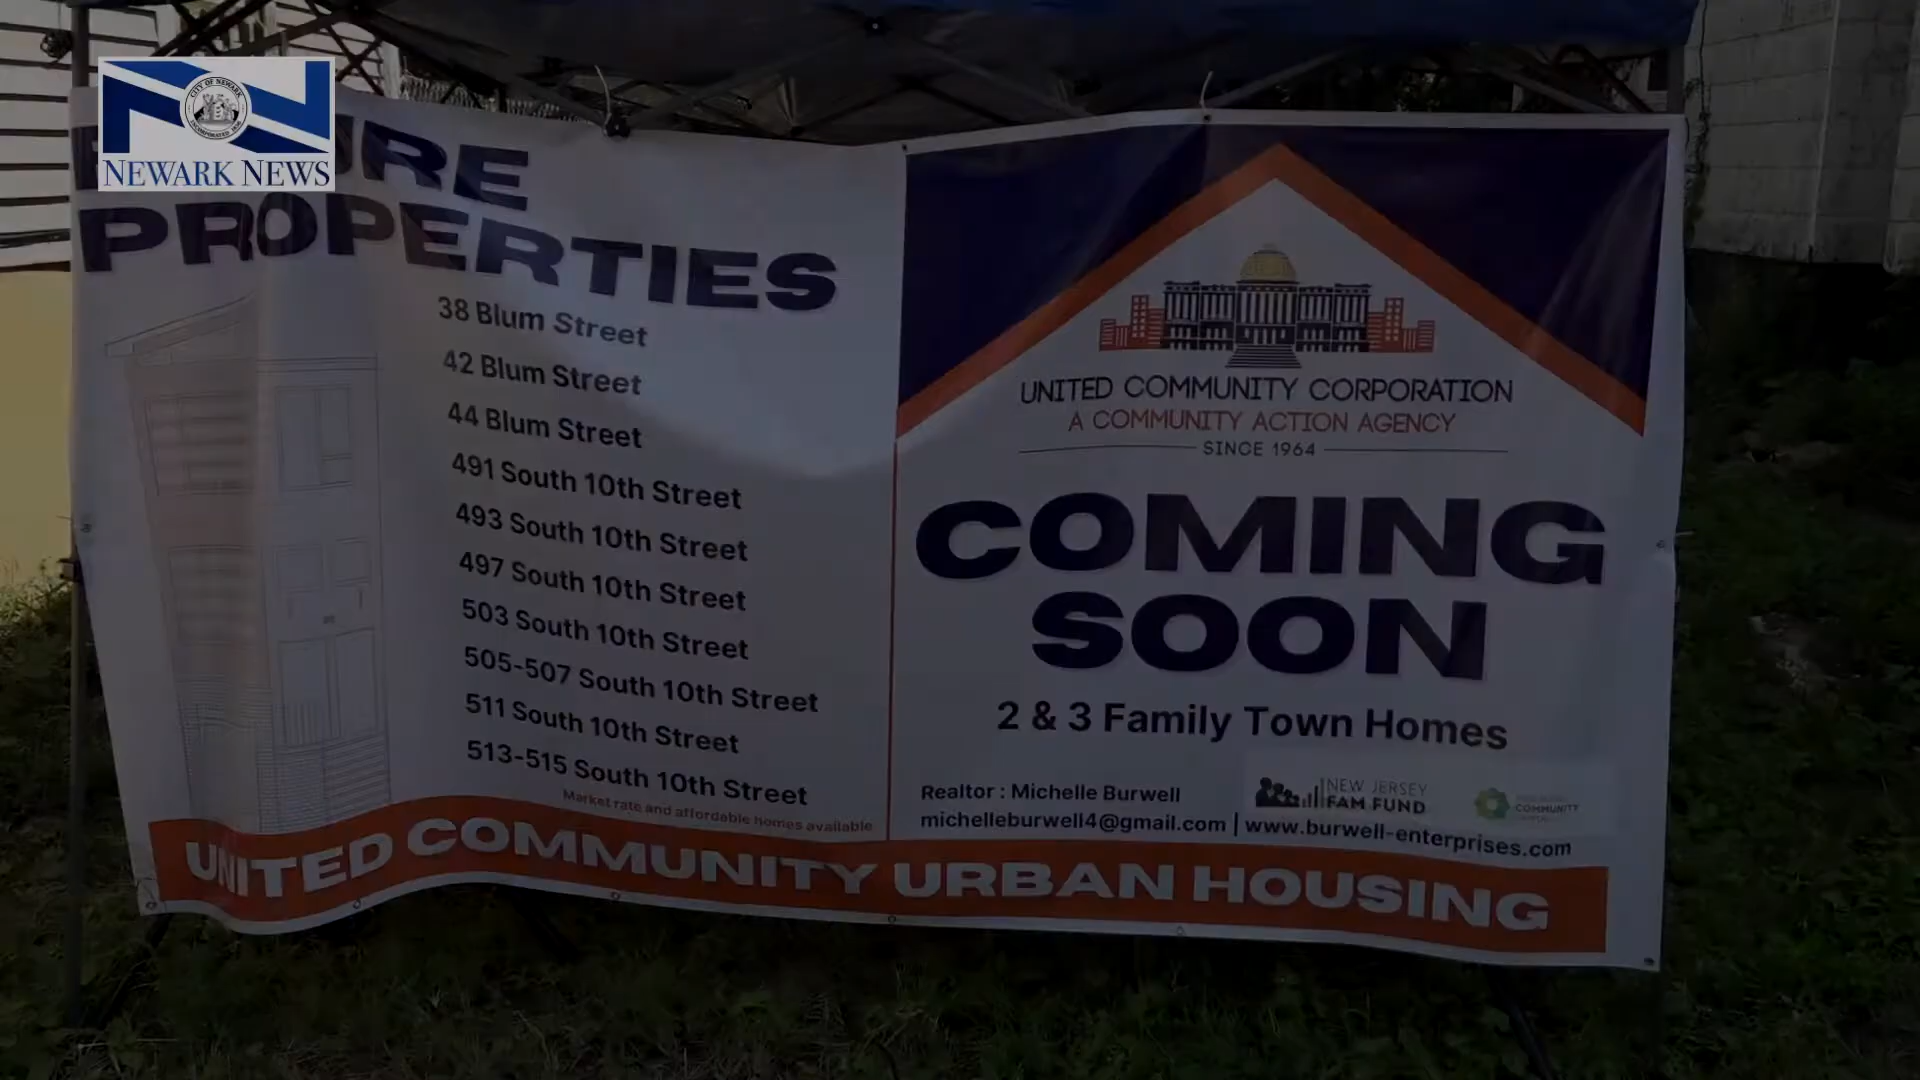 CITY OF NEWARK
NEWARK NEWS
URE
PROPERTIES
38 Blum Street
42 Blum Street
44 Blum Street
491 South 10th Street
493 South 10th Street
497 South 10th Street
503 South 10th Street
505-507 South 10th Street
511 South 10th Street
513-515 South 10th Street
Market rate and affordable homes available
UNITED COMMUNITY CORPORATION
A COMMUNITY ACTION AGENCY
SINCE 1964
COMING
SOON
2 & 3 Family Town Homes
Realtor : Michelle Burwell
michelleburwell4@gmail.com | www.burwell-enterprises.com
NEW JERSEY
FAM FUND
COMMUNITY
UNITED COMMUNITY URBAN HOUSING